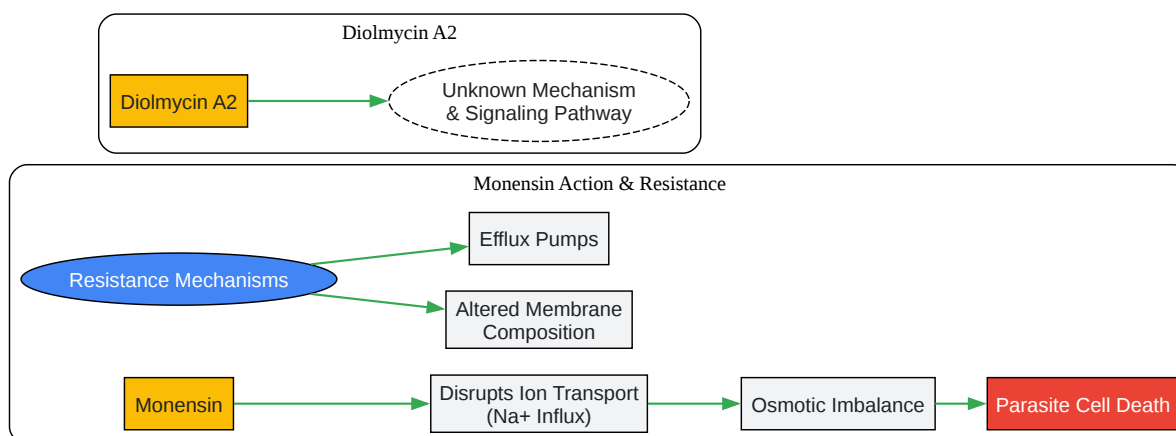 Diolmycin A2
Diolmycin A2
Unknown Mechanism
& Signaling Pathway
Monensin Action & Resistance
Efflux Pumps
Resistance Mechanisms
Altered Membrane
Composition
Monensin
Disrupts Ion Transport
(Na+ Influx)
Osmotic Imbalance
Parasite Cell Death